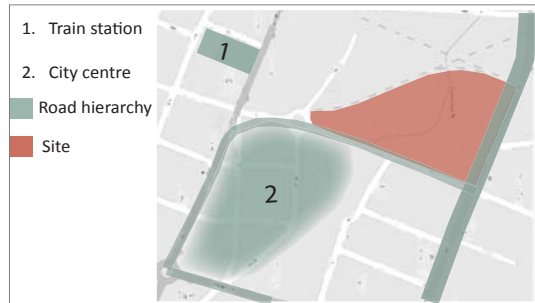 1. Train station
2. City centre
Road hierarchy
Site
1
2